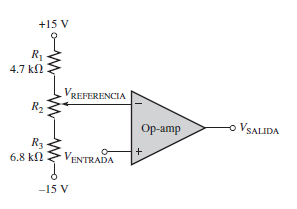 +15 V
R1
4.7 kΩ
VREFERENCIA
R2
−
Op-amp
VSALIDA
R3
6.8 kΩ
VENTRADA
+
−15 V